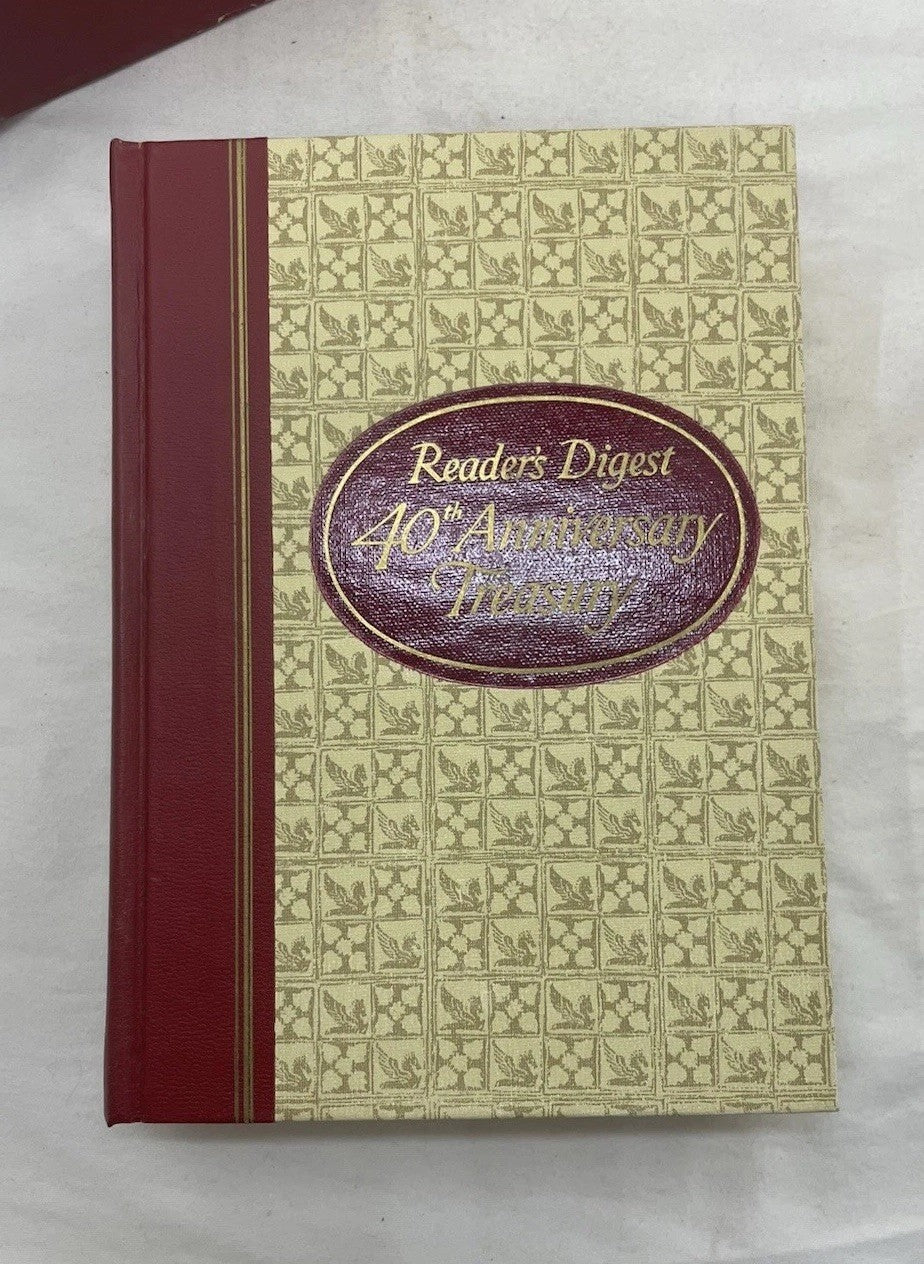 Reader's Digest
40th Anniversary
Treasury